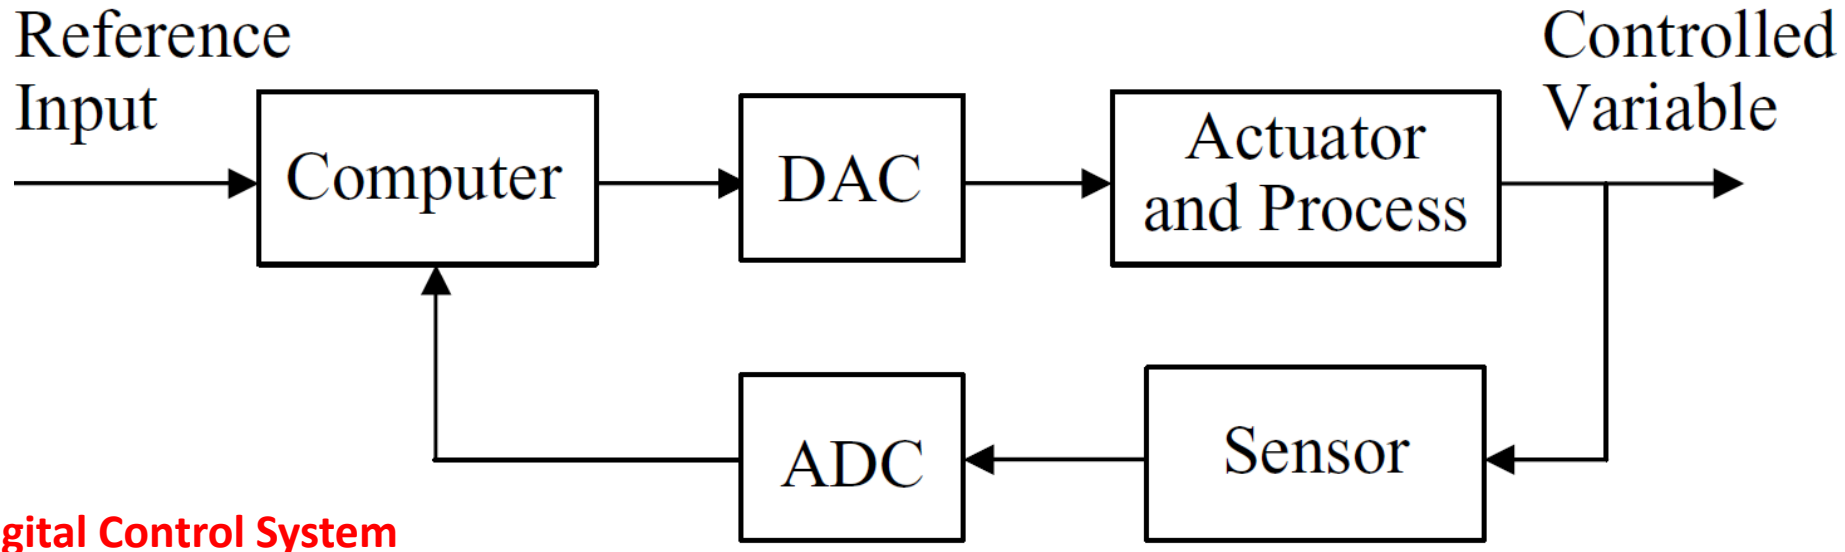 Reference
Input
Computer
DAC
Actuator
and Process
Controlled
Variable
ADC
Sensor
gital Control System